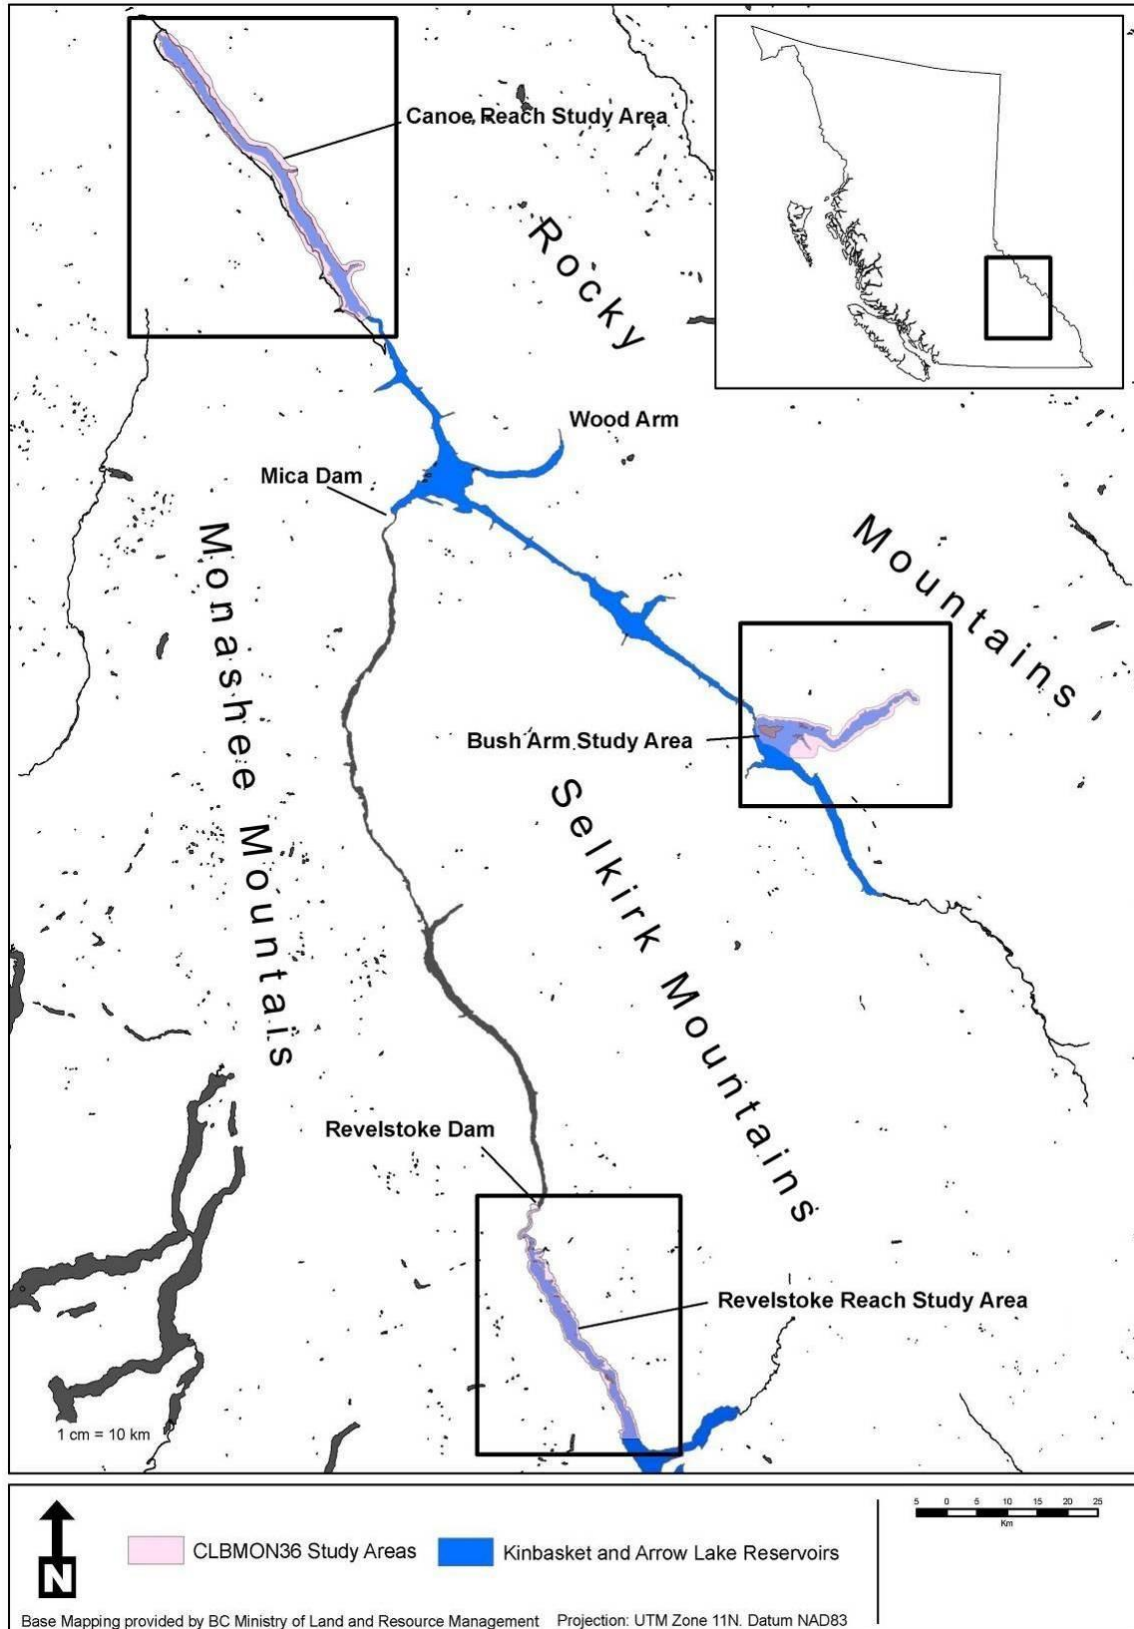 Canoe Reach Study Area
Rocky
Wood Arm
Mica Dam
Mountains
Monashee Mountais
Bush Arm Study Area
Selkirk Mountains
Revelstoke Dam
Revelstoke Reach Study Area
1 cm = 10 km
5 0 5 10 15 20 25
Km
N
CLBMON36 Study Areas
Kinbasket and Arrow Lake Reservoirs
Base Mapping provided by BC Ministry of Land and Resource Management Projection: UTM Zone 11N. Datum NAD83